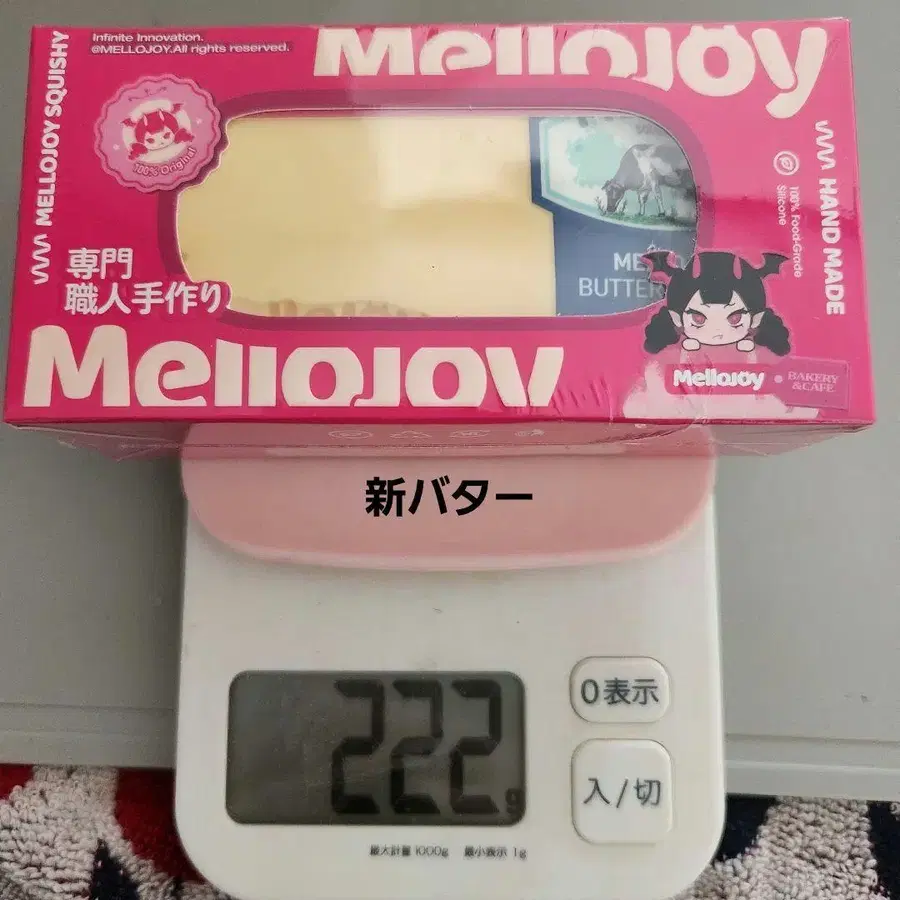 Infinite Innovation.
@MELLOJOY.All rights reserved.
Mellojoy
MELLOJOY SQUISHY
100% Original
HAND MADE
100% Food-Grade
Silicone
専門
職人手作り
BUTTER
Mellojoy
Mellojoy • BAKERY
&CAFE
新バター
222g
0表示
入/切
最大計量 1000g 最小表示 1g